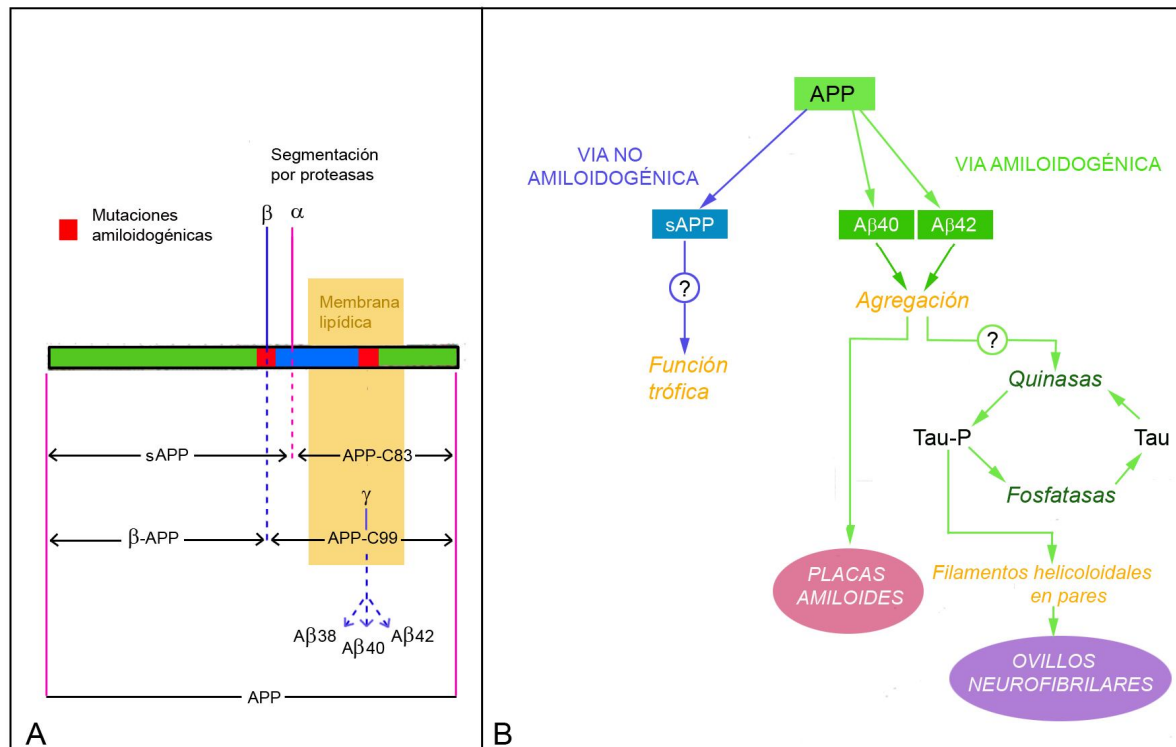 Segmentación
por proteasas
β
α
Mutaciones
amiloidogénicas
Membrana
lipídica
sAPP
APP-C83
γ
β-APP
APP-C99
Aβ38
Aβ40
Aβ42
APP
A
APP
VIA NO
AMILOIDOGÉNICA
VIA AMILOIDOGÉNICA
sAPP
Aβ40
Aβ42
?
Agregación
?
Función
trófica
Quinasas
Tau-P
Tau
Fosfatasas
PLACAS
AMILOIDES
Filamentos helicoloidales
en pares
OVILLOS
NEUROFIBRILARES
B